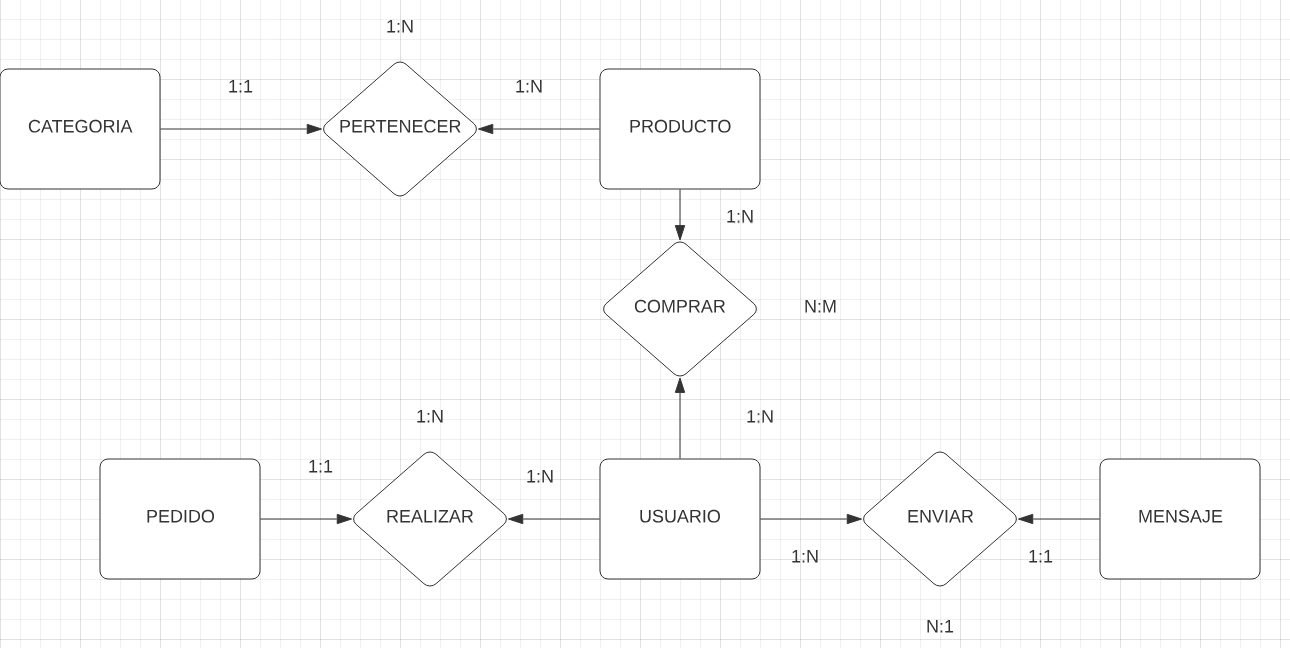 1:N
1:1
1:N
CATEGORIA
PERTENECER
PRODUCTO
1:N
COMPRAR
N:M
1:N
1:N
1:1
1:N
PEDIDO
REALIZAR
USUARIO
ENVIAR
MENSAJE
1:N
1:1
N:1